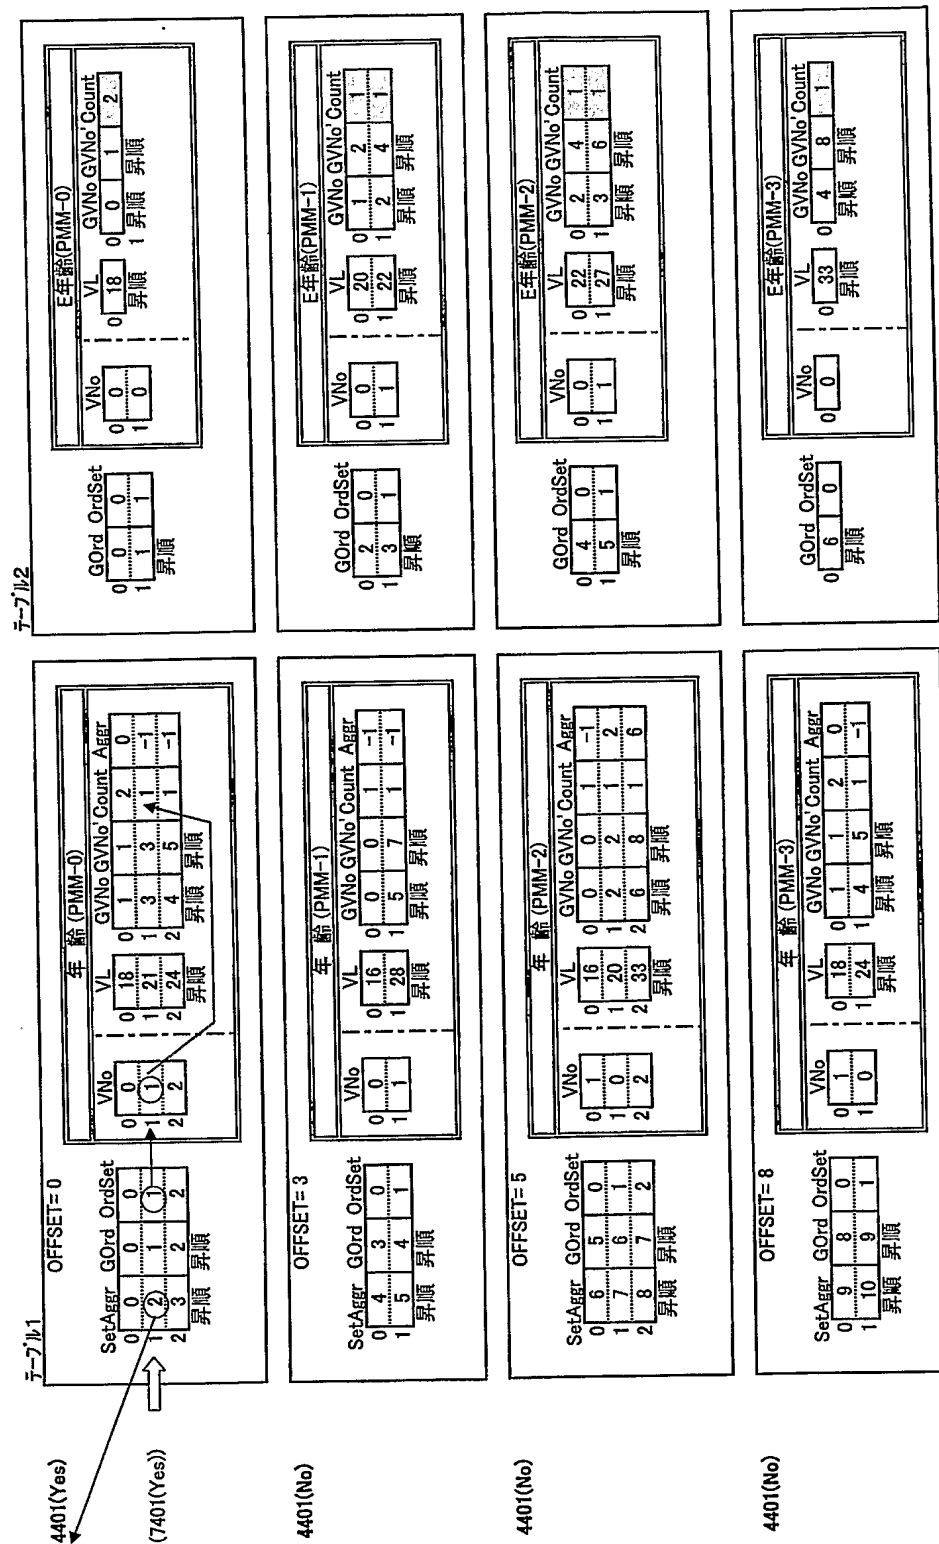 4401(Yes)
(7401(Yes))
テーブル1
OFFSET= 0
SetAggr GOrd OrdSet
0 0 0 0
1 2 1 1
2 3 2 2
昇順 昇順
年 齢 (PMM-0)
VNo VL GVNo GVNo' Count Aggr
0 0 0 18 0 1 1 2 0
1 1 1 21 1 3 3 1 -1
2 2 2 24 2 4 5 1 -1
昇順 昇順 昇順
テーブル2
GOrd OrdSet
0 0 0
1 1 1
昇順
E年齢(PMM-0)
VNo VL GVNo GVNo' Count
0 0 0 18 0 0 1 2
1 0 昇順 1 昇順 昇順
4401(No)
OFFSET= 3
SetAggr GOrd OrdSet
0 4 3 0
1 5 4 1
昇順 昇順
年 齢 (PMM-1)
VNo VL GVNo GVNo' Count Aggr
0 0 0 16 0 0 0 1 -1
1 1 1 28 1 5 7 1 -1
昇順 昇順 昇順
GOrd OrdSet
0 2 0
1 3 1
昇順
E年齢(PMM-1)
VNo VL GVNo GVNo' Count
0 0 0 20 0 1 2 1
1 1 1 22 1 2 4 1
昇順 昇順 昇順
4401(No)
OFFSET= 5
SetAggr GOrd OrdSet
0 6 5 0
1 7 6 1
2 8 7 2
昇順 昇順
年 齢 (PMM-2)
VNo VL GVNo GVNo' Count Aggr
0 1 0 16 0 0 0 1 -1
1 0 1 20 1 2 2 1 2
2 2 2 33 2 6 8 1 6
昇順 昇順 昇順
GOrd OrdSet
0 4 0
1 5 1
昇順
E年齢(PMM-2)
VNo VL GVNo GVNo' Count
0 0 0 22 0 2 4 1
1 1 1 27 1 3 6 1
昇順 昇順 昇順
4401(No)
OFFSET= 8
SetAggr GOrd OrdSet
0 9 8 0
1 10 9 1
昇順 昇順
年 齢 (PMM-3)
VNo VL GVNo GVNo' Count Aggr
0 1 0 18 0 1 1 2 0
1 0 1 24 1 4 5 1 -1
昇順 昇順 昇順
GOrd OrdSet
0 6 0
昇順
E年齢(PMM-3)
VNo VL GVNo GVNo' Count
0 0 0 33 0 4 8 1
昇順 昇順 昇順